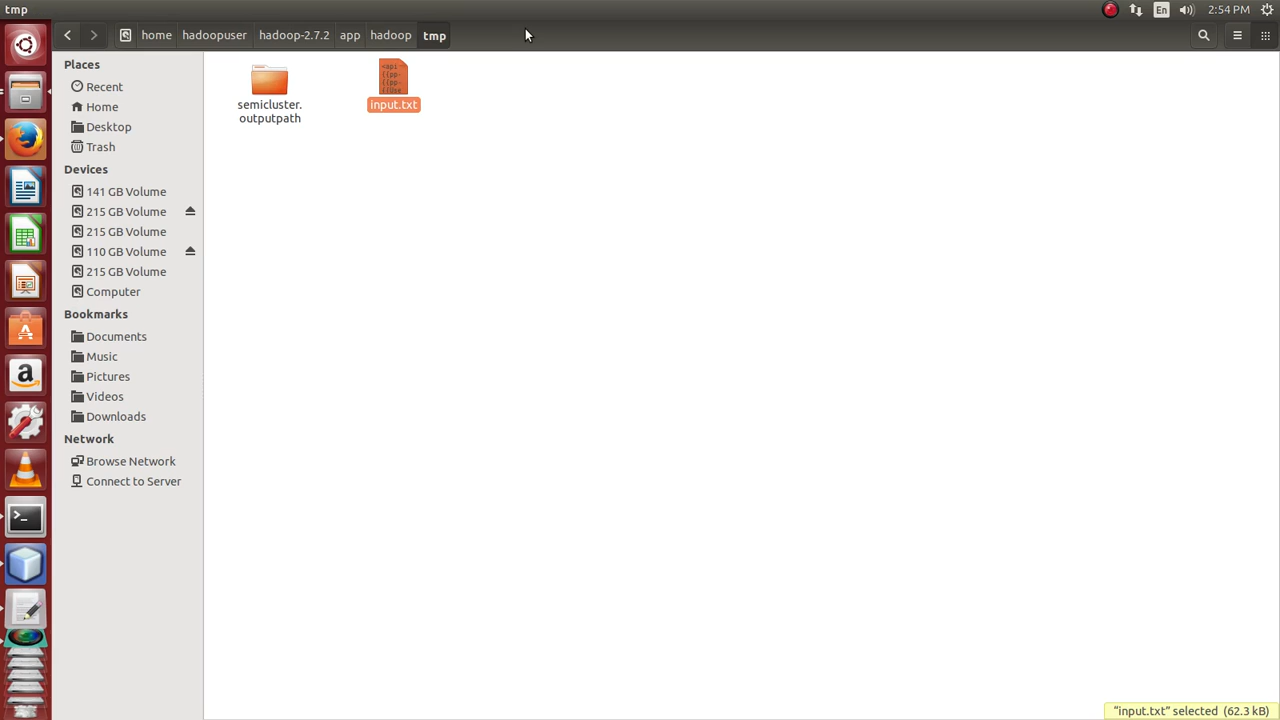 tmp
En
2:54 PM
home
hadoopuser
hadoop-2.7.2
app
hadoop
tmp
Places
Recent
Home
Desktop
Trash
Devices
141 GB Volume
215 GB Volume
215 GB Volume
110 GB Volume
215 GB Volume
Computer
Bookmarks
Documents
Music
Pictures
Videos
Downloads
Network
Browse Network
Connect to Server
semicluster.
outputpath
<api
{(pp-
{(pp-
input.txt
"input.txt" selected (62.3 kB)